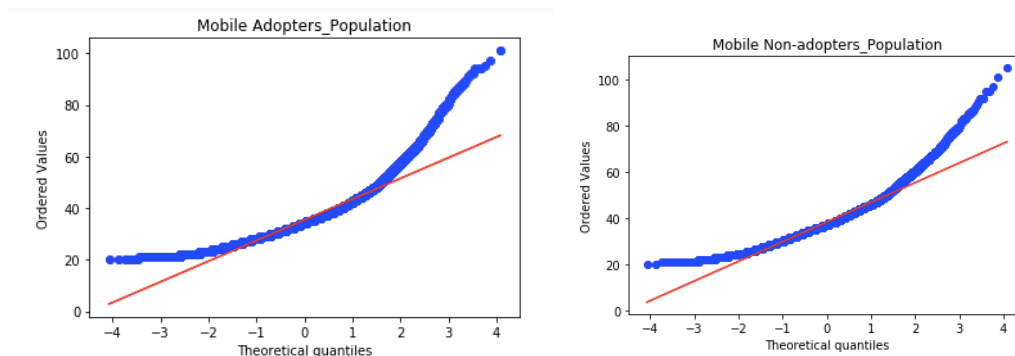 Mobile Adopters_Population
100
80
60
40
20
0
Ordered Values
−4 −3 −2 −1 0 1 2 3 4
Theoretical quantiles
Mobile Non-adopters_Population
100
80
60
40
20
0
Ordered Values
−4 −3 −2 −1 0 1 2 3 4
Theoretical quantiles